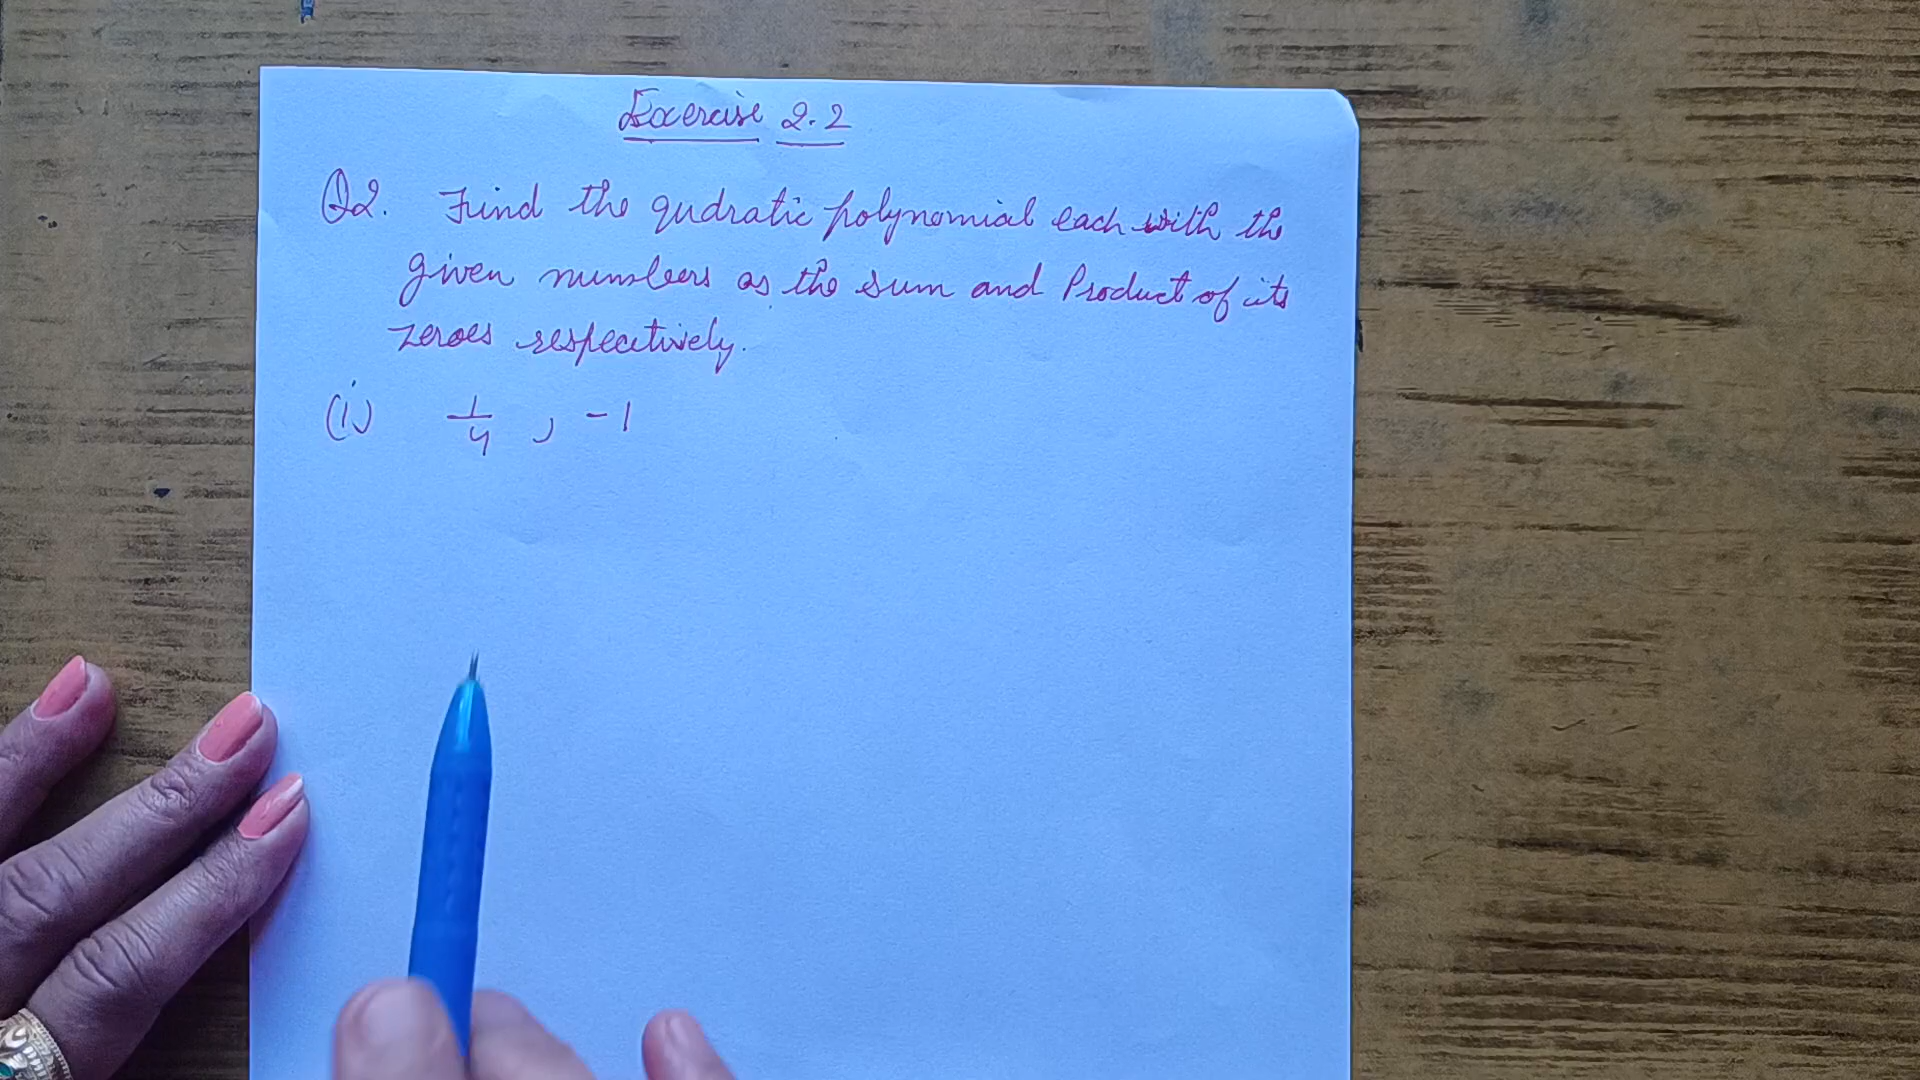 Exercise 2.2
Q2. Find the qudratic polynomial each with the
given numbers as the sum and Product of its
zeroes respectively.
(i) 1/4 , -1